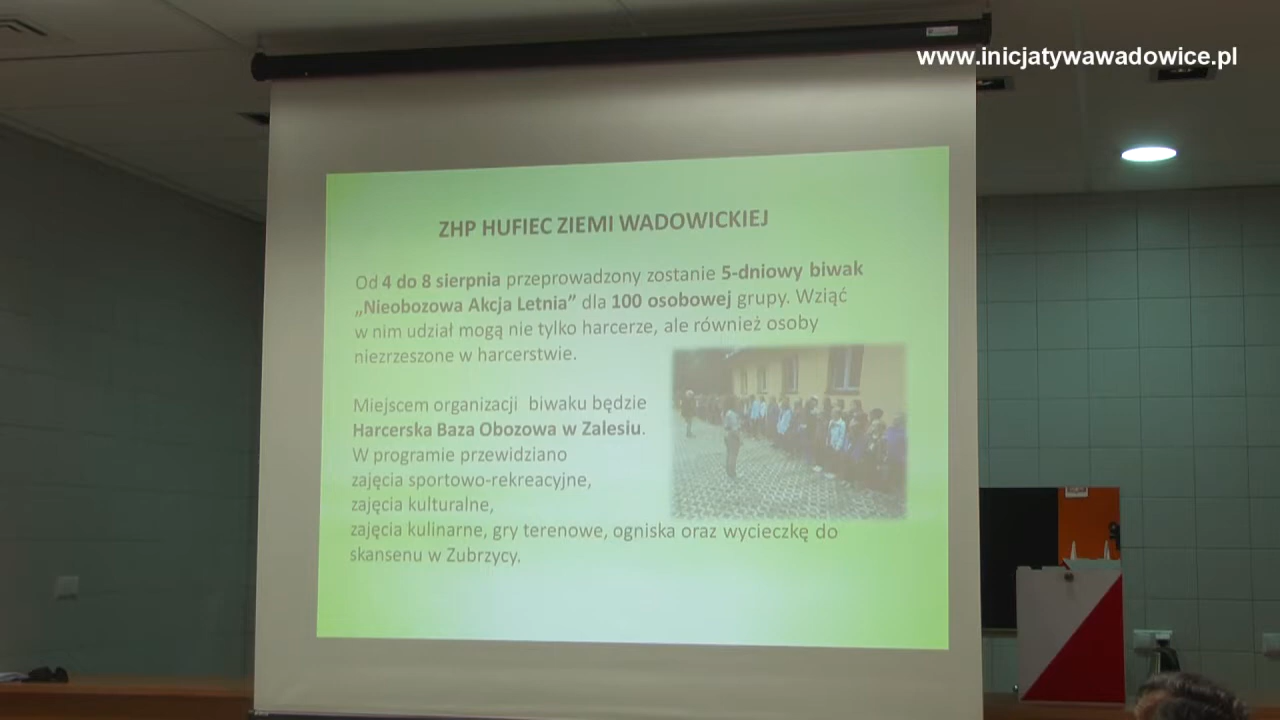 www.inicjatywawadowice.pl
ZHP HUFIEC ZIEMI WADOWICKIEJ
Od 4 do 8 sierpnia przeprowadzony zostanie 5-dniowy biwak
„Nieobozowa Akcja Letnia” dla 100 osobowej grupy. Wziąć
w nim udział mogą nie tylko harcerze, ale również osoby
niezrzeszone w harcerstwie.
Miejscem organizacji biwaku będzie
Harcerska Baza Obozowa w Zalesiu.
W programie przewidziano
zajęcia sportowo-rekreacyjne,
zajęcia kulturalne,
zajęcia kulinarne, gry terenowe, ogniska oraz wycieczkę do
skansenu w Zubrzycy.